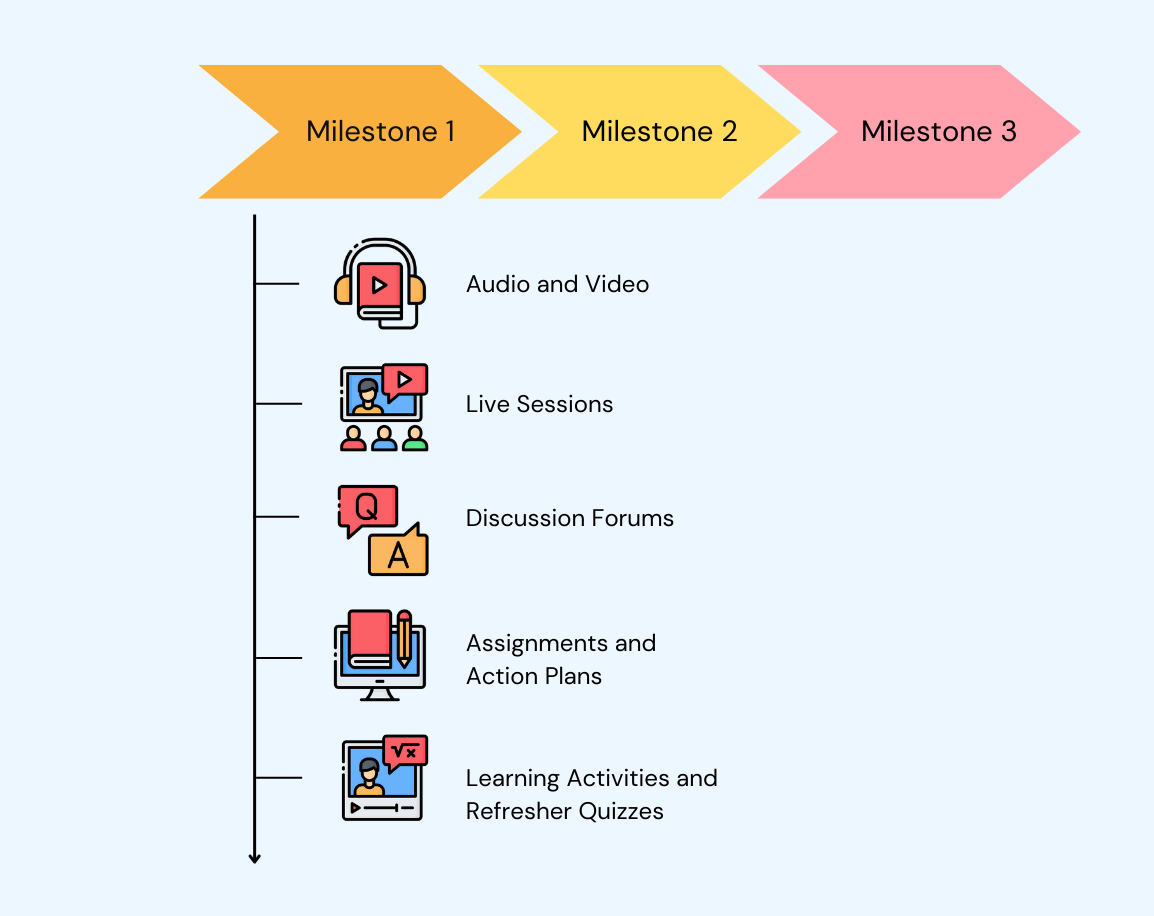 Milestone 1
Milestone 2
Milestone 3
Audio and Video
Live Sessions
Q
A
Discussion Forums
Assignments and
Action Plans
√x
Learning Activities and
Refresher Quizzes